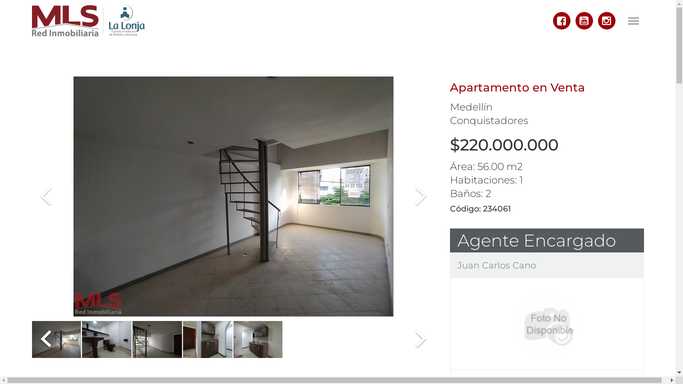 MLS
Red Inmobiliaria
La Lonja
Apartamento en Venta
Medellín
Conquistadores
$220.000.000
Área: 56.00 m2
Habitaciones: 1
Baños: 2
Código: 234061
MLS
Red Inmobiliaria
Agente Encargado
Juan Carlos Cano
Foto No
Disponible